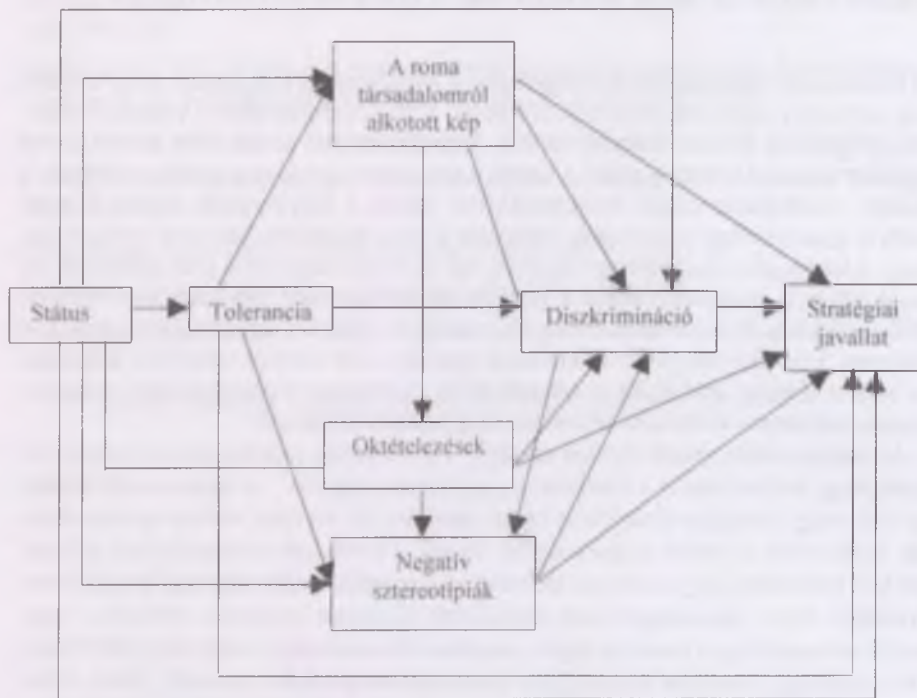 A roma
társadalomról
alkotott kép
Státus
Tolerancia
Diszkrimináció
Stratégiai
javallat
Oktételezések
Negatív
sztereotípiák